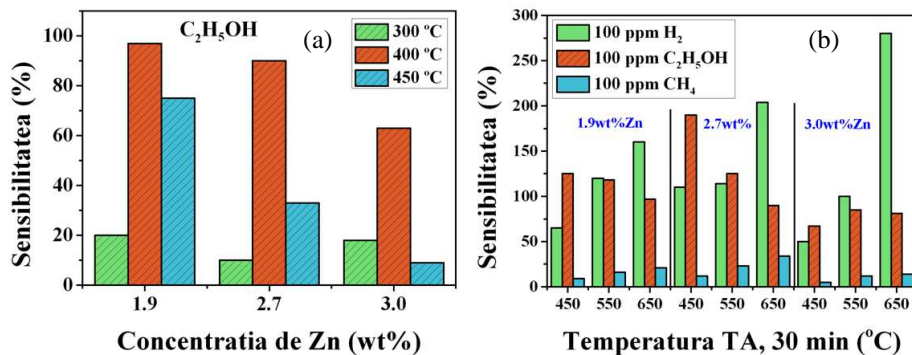 C₂H₅OH
(a)
300 ºC
400 ºC
450 ºC
Sensibilitatea (%)
100
80
60
40
20
0
1.9 2.7 3.0
Concentratia de Zn (wt%)
(b)
100 ppm H₂
100 ppm C₂H₅OH
100 ppm CH₄
1.9wt%Zn 2.7wt% 3.0wt%Zn
Sensibilitatea (%)
300
250
200
150
100
50
0
450 550 650 450 550 650 450 550 650
Temperatura TA, 30 min (ºC)